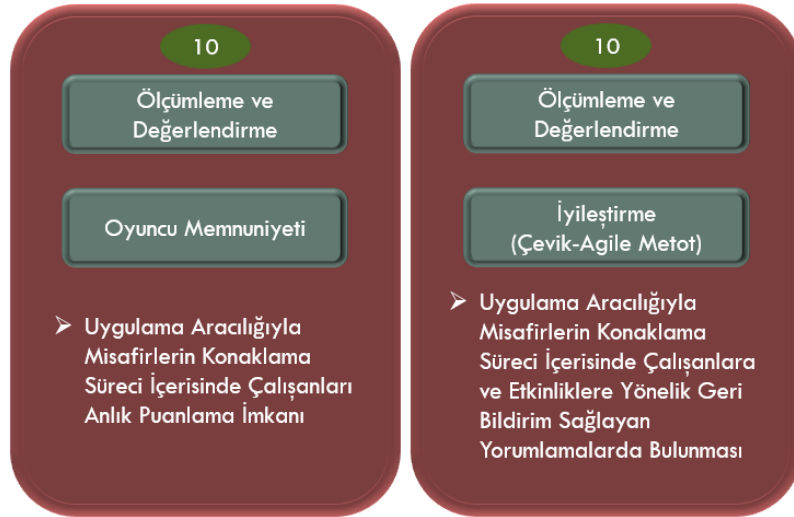 10
Ölçümleme ve
Değerlendirme
Oyuncu Memnuniyeti
➢ Uygulama Aracılığıyla
Misafirlerin Konaklama
Süreci İçerisinde Çalışanları
Anlık Puanlama İmkanı
10
Ölçümleme ve
Değerlendirme
İyileştirme
(Çevik-Agile Metot)
➢ Uygulama Aracılığıyla
Misafirlerin Konaklama
Süreci İçerisinde Çalışanlara
ve Etkinliklere Yönelik Geri
Bildirim Sağlayan
Yorumlamalarda Bulunması